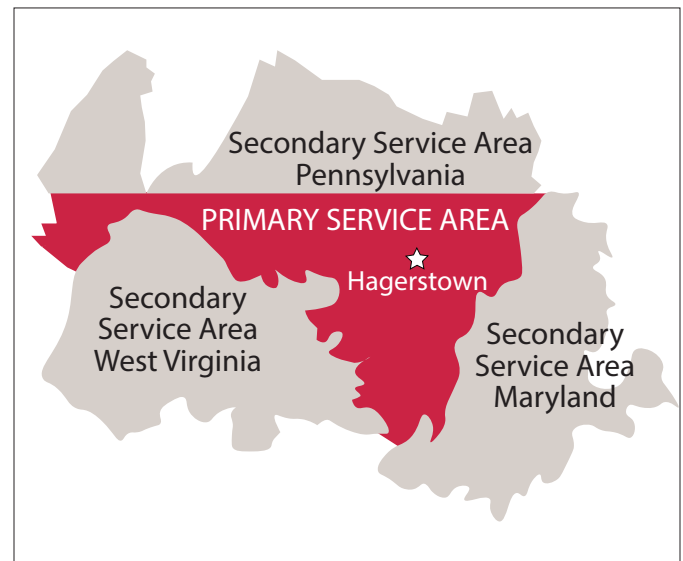 Secondary Service Area
Pennsylvania
PRIMARY SERVICE AREA
Hagerstown
Secondary
Service Area
West Virginia
Secondary
Service Area
Maryland